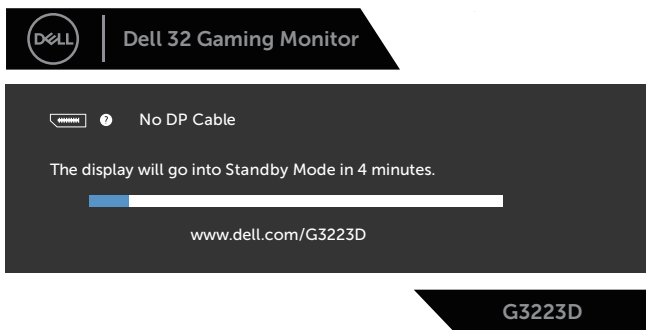 DELL
Dell 32 Gaming Monitor
? No DP Cable
The display will go into Standby Mode in 4 minutes.
www.dell.com/G3223D
G3223D